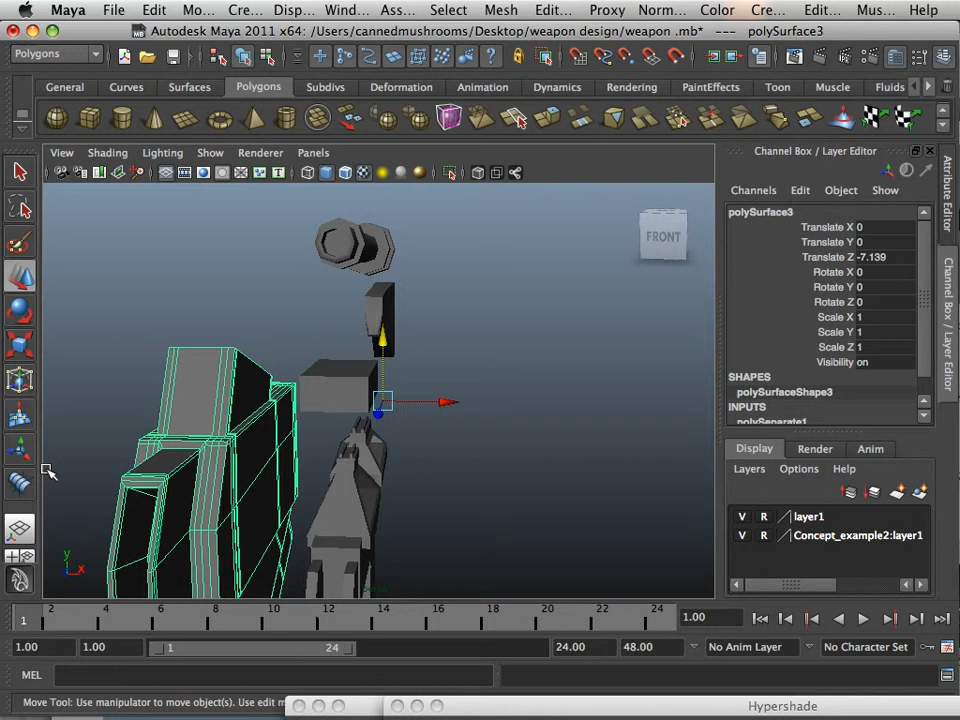 Maya File Edit Mo... Cre... Disp... Wind... Ass... Select Mesh Edit... Proxy Norm... Color Cre... Edit... Mus... Help
Autodesk Maya 2011 x64: /Users/cannedmushrooms/Desktop/weapon design/weapon .mb* --- polySurface3
Polygons
General Curves Surfaces Polygons Subdivs Deformation Animation Dynamics Rendering PaintEffects Toon Muscle Fluids
View Shading Lighting Show Renderer Panels
FRONT
y
x
Channel Box / Layer Editor
Channels Edit Object Show
polySurface3
Translate X 0
Translate Y 0
Translate Z -7.139
Rotate X 0
Rotate Y 0
Rotate Z 0
Scale X 1
Scale Y 1
Scale Z 1
Visibility on
SHAPES
polySurfaceShape3
INPUTS
polySeparate1
Display Render Anim
Layers Options Help
V R layer1
V R Concept_example2:layer1
Attribute Editor
Channel Box / Layer Editor
1 2 4 6 8 10 12 14 16 18 20 22 24 1.00
1.00 1.00 1 24 24.00 48.00 No Anim Layer No Character Set
MEL
Move Tool: Use manipulator to move object(s). Use edit m
Hypershade